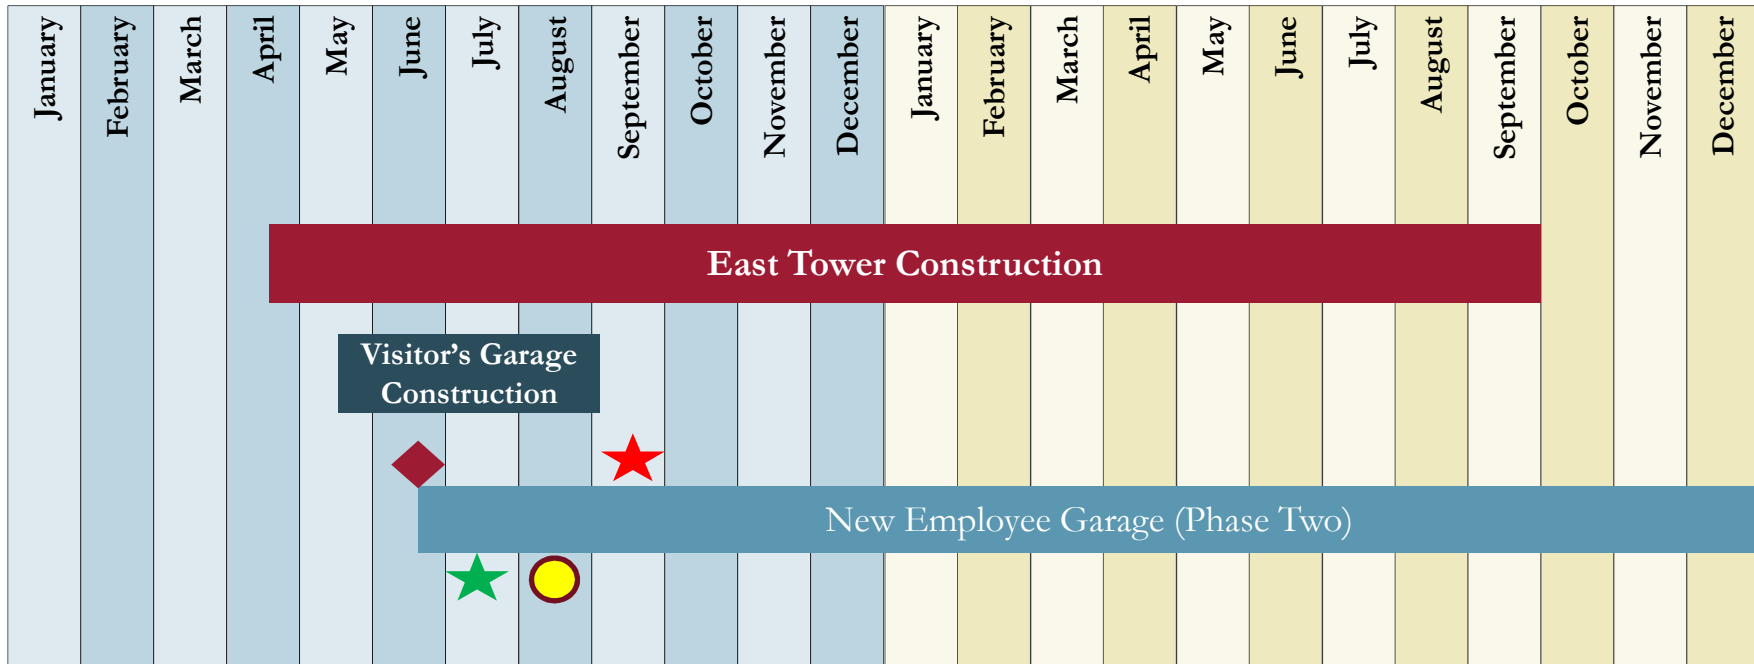 January
February
March
April
May
June
July
August
September
October
November
December
January
February
March
April
May
June
July
August
September
October
November
December
East Tower Construction
Visitor’s Garage
Construction
New Employee Garage (Phase Two)